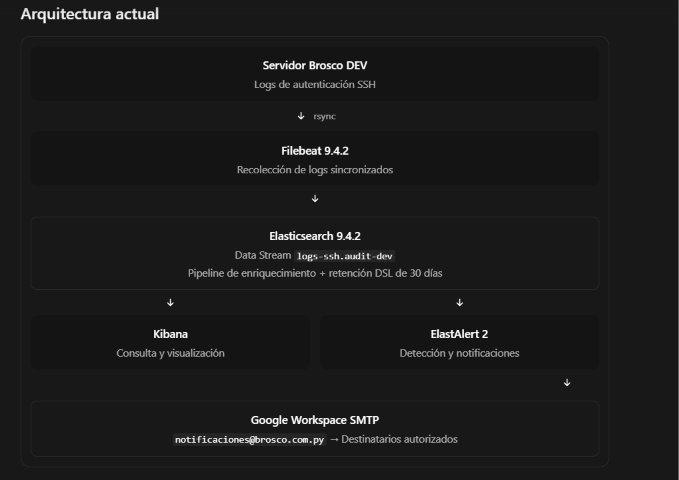 Arquitectura actual
Servidor Brosco DEV
Logs de autenticación SSH
↓ rsync
Filebeat 9.4.2
Recolección de logs sincronizados
↓
Elasticsearch 9.4.2
Data Stream logs-ssh.audit-dev
Pipeline de enriquecimiento + retención DSL de 30 días
↓ ↓
Kibana
Consulta y visualización
ElastAlert 2
Detección y notificaciones
↓
Google Workspace SMTP
notificaciones@brosco.com.py → Destinatarios autorizados